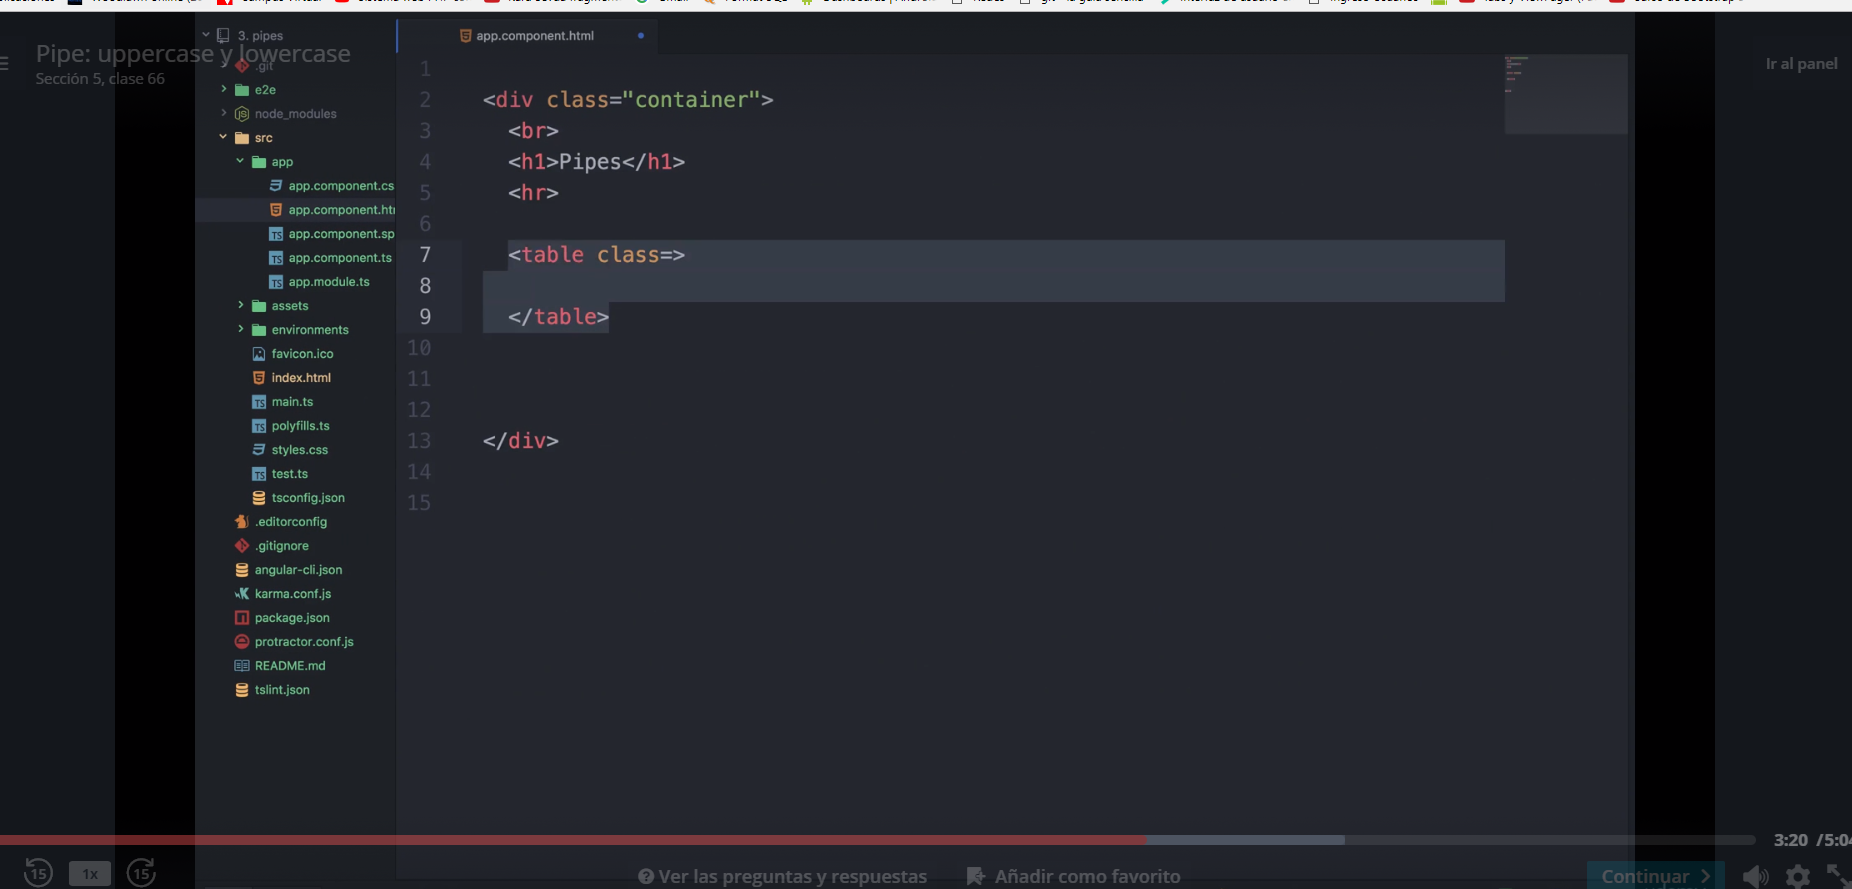 3. pipes
app.component.html
Pipe: uppercase y lowercase
Sección 5, clase 66
Ir al panel
.git
e2e
node_modules
src
app
app.component.cs
app.component.ht
app.component.sp
app.component.ts
app.module.ts
assets
environments
favicon.ico
index.html
main.ts
polyfills.ts
styles.css
test.ts
tsconfig.json
.editorconfig
.gitignore
angular-cli.json
karma.conf.js
package.json
protractor.conf.js
README.md
tslint.json
1
2 <div class="container">
3 <br>
4 <h1>Pipes</h1>
5 <hr>
6
7 <table class=>
8
9 </table>
10
11
12
13 </div>
14
15
3:20 / 5:04
15 1x 15
Ver las preguntas y respuestas
Añadir como favorito
Continuar